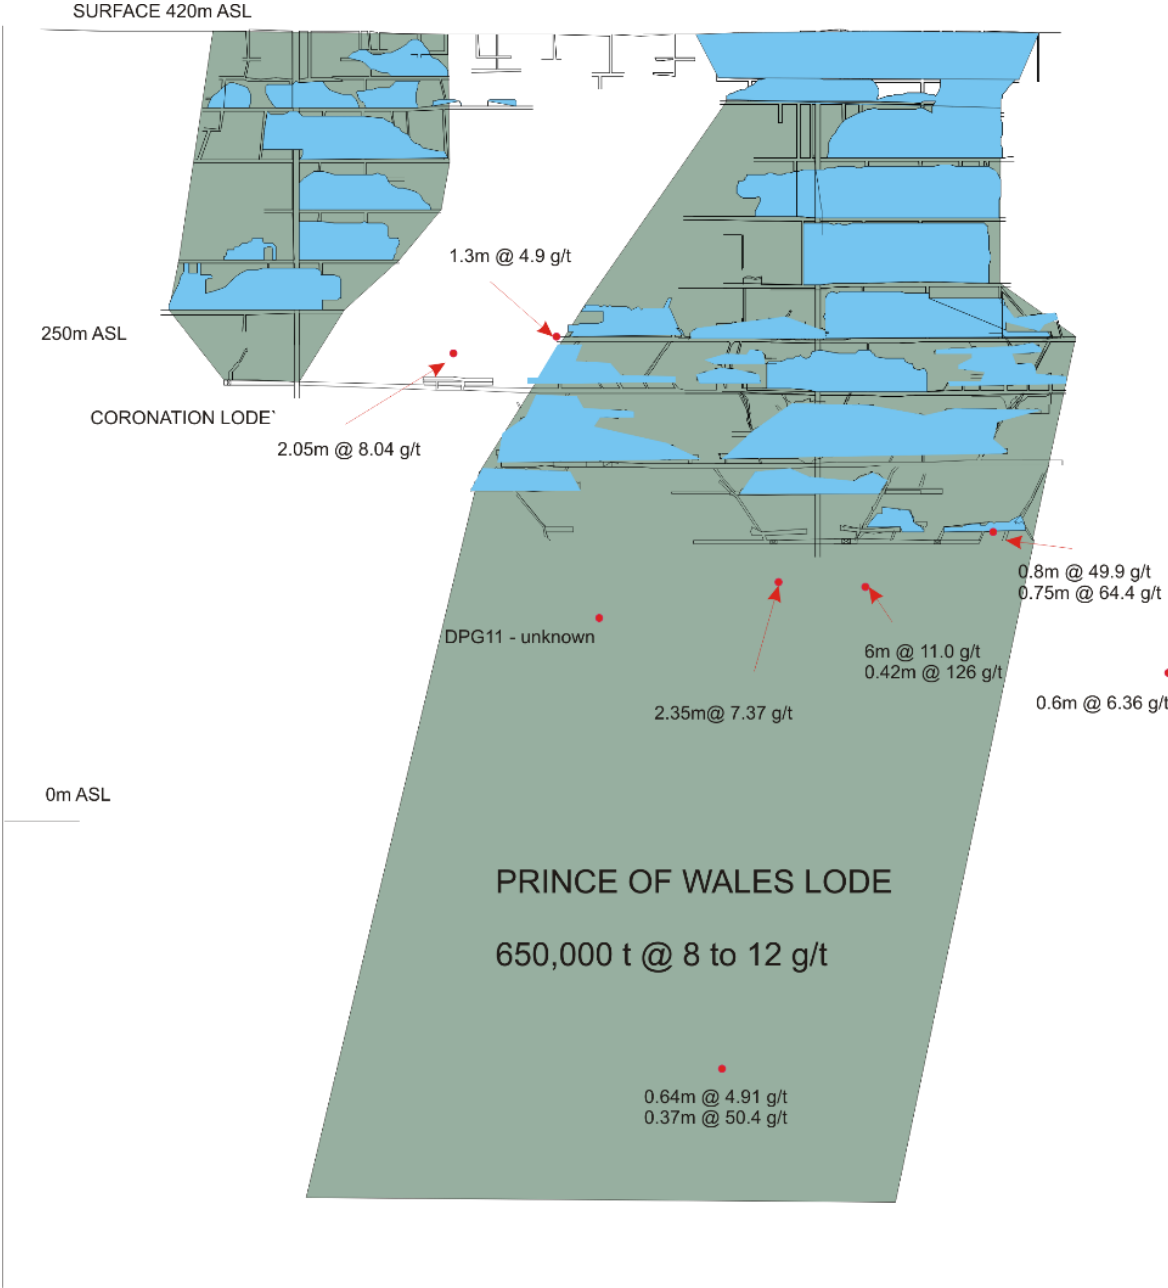 SURFACE 420m ASL
1.3m @ 4.9 g/t
250m ASL
CORONATION LODE`
2.05m @ 8.04 g/t
0.8m @ 49.9 g/t
0.75m @ 64.4 g/t
DPG11 - unknown
6m @ 11.0 g/t
0.42m @ 126 g/t
0.6m @ 6.36 g/t
2.35m@ 7.37 g/t
0m ASL
PRINCE OF WALES LODE
650,000 t @ 8 to 12 g/t
0.64m @ 4.91 g/t
0.37m @ 50.4 g/t